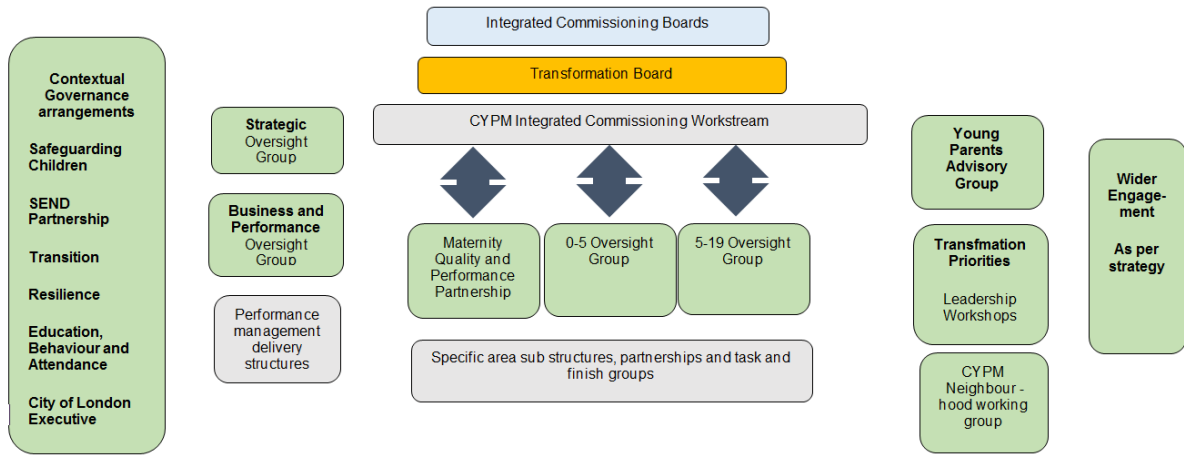 Integrated Commissioning Boards
Transformation Board
CYPM Integrated Commissioning Workstream
Contextual
Governance
arrangements
Safeguarding
Children
SEND
Partnership
Transition
Resilience
Education,
Behaviour and
Attendance
City of London
Executive
Strategic
Oversight
Group
Business and
Performance
Oversight
Group
Performance
management
delivery
structures
Maternity
Quality and
Performance
Partnership
0-5 Oversight
Group
5-19 Oversight
Group
Specific area sub structures, partnerships and task and
finish groups
Young
Parents
Advisory
Group
Transfmation
Priorities
Leadership
Workshops
CYPM
Neighbour -
hood working
group
Wider
Engage-
ment
As per
strategy